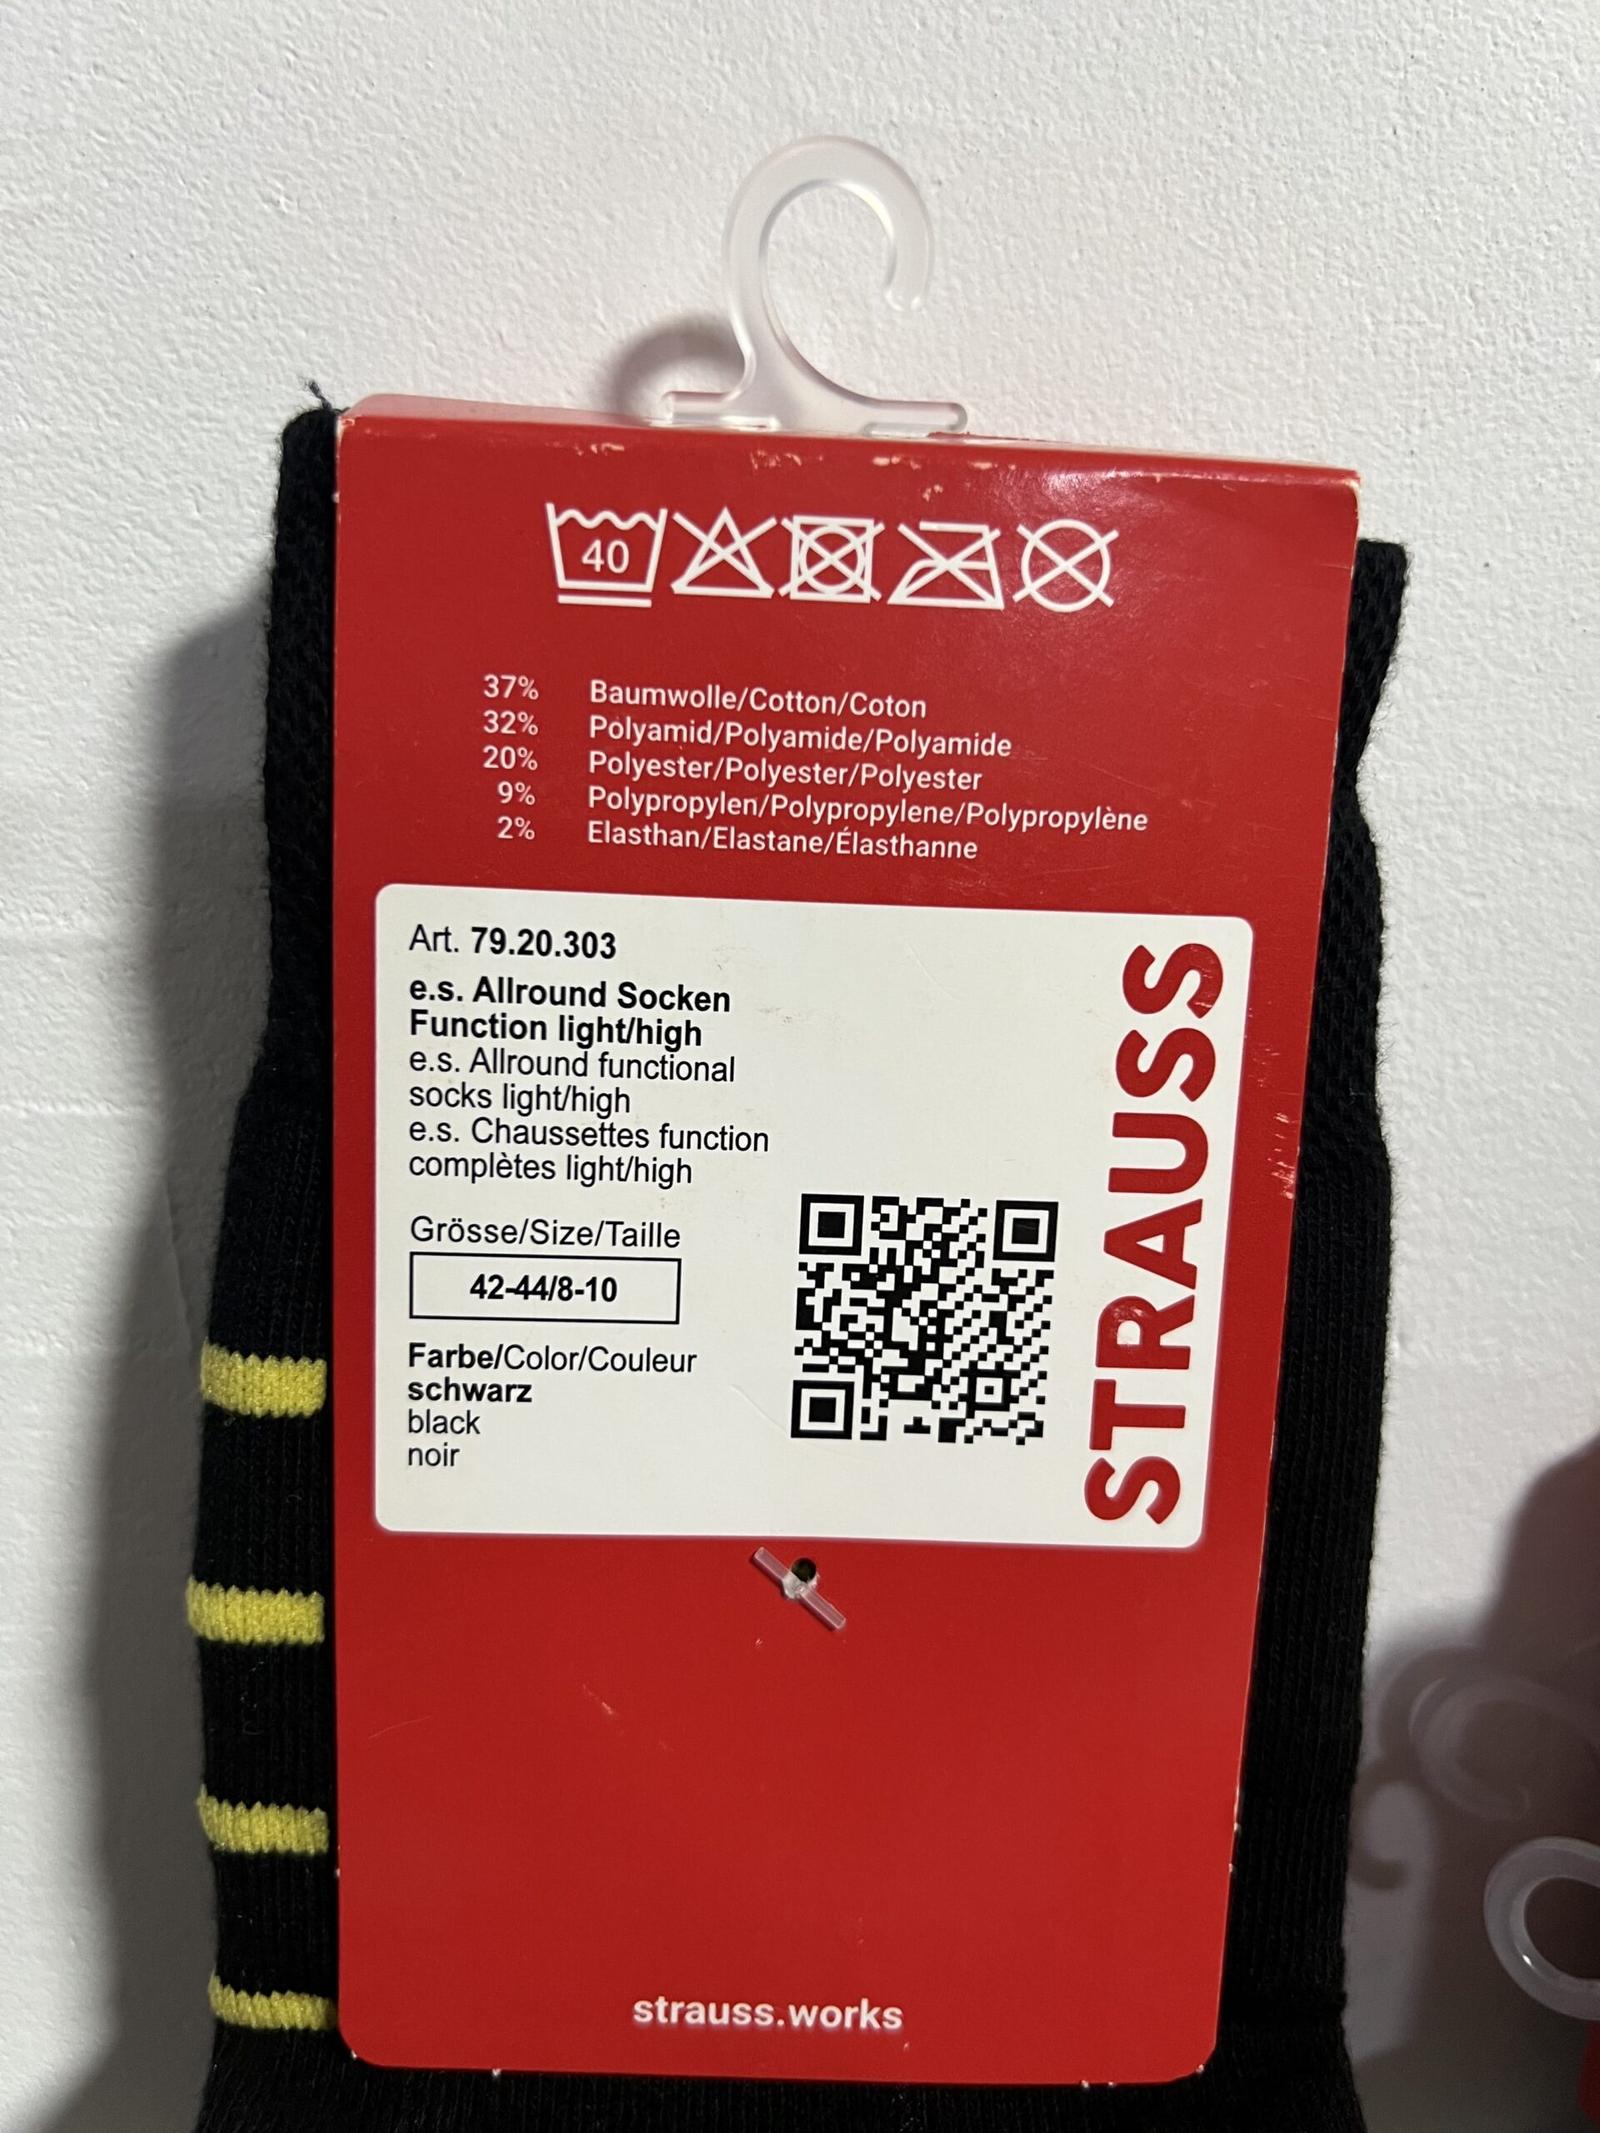 40
37% Baumwolle/Cotton/Coton
32% Polyamid/Polyamide/Polyamide
20% Polyester/Polyester/Polyester
9% Polypropylen/Polypropylene/Polypropylène
2% Elasthan/Elastane/Élasthanne
Art. 79.20.303
e.s. Allround Socken
Function light/high
e.s. Allround functional
socks light/high
e.s. Chaussettes function
complètes light/high
Grösse/Size/Taille
42-44/8-10
Farbe/Color/Couleur
schwarz
black
noir
STRAUSS
strauss.works